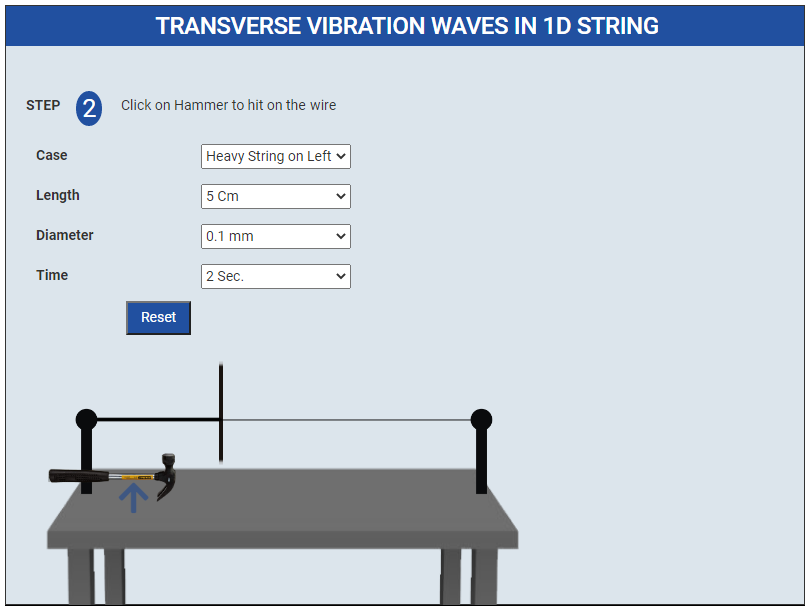 TRANSVERSE VIBRATION WAVES IN 1D STRING
STEP 2 Click on Hammer to hit on the wire
Case Heavy String on Left
Length 5 Cm
Diameter 0.1 mm
Time 2 Sec.
Reset